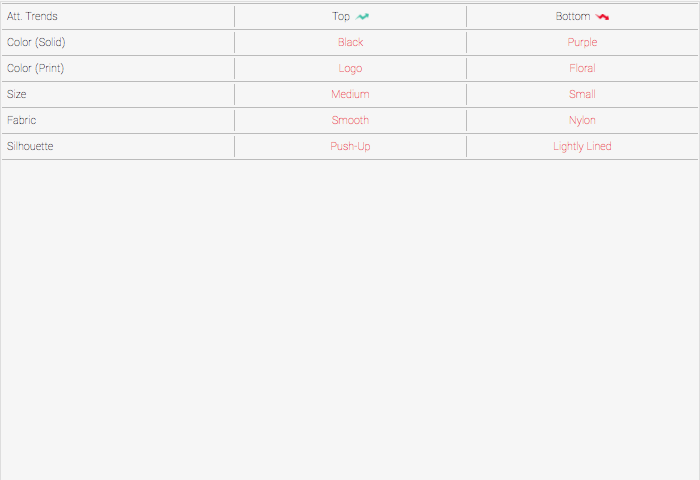 Att. Trends Top Bottom
Color (Solid) Black Purple
Color (Print) Logo Floral
Size Medium Small
Fabric Smooth Nylon
Silhouette Push-Up Lightly Lined